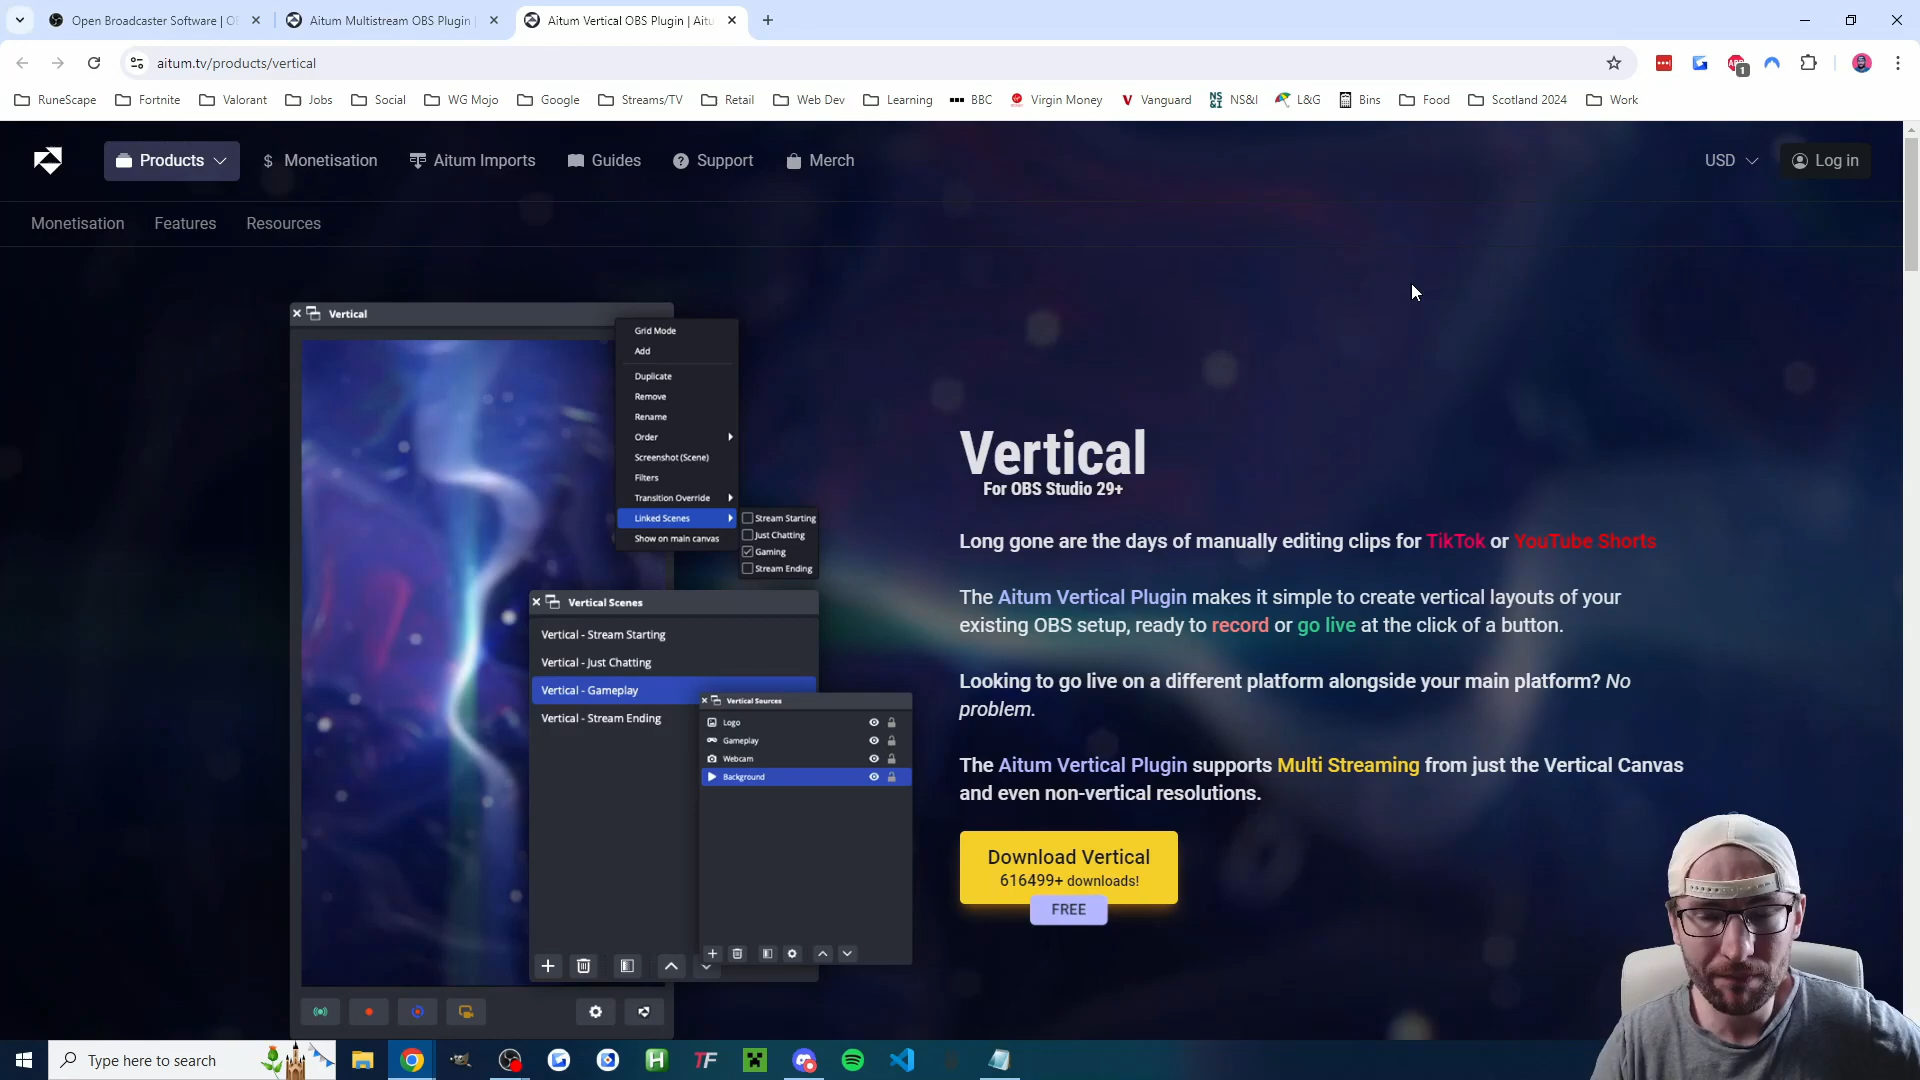 Open Broadcaster Software | O
Aitum Multistream OBS Plugin |
Aitum Vertical OBS Plugin | Aitu
aitum.tv/products/vertical
1
RuneScape
Fortnite
Valorant
Jobs
Social
WG Mojo
Google
Streams/TV
Retail
Web Dev
Learning
BBC
Virgin Money
Vanguard
NS&I
L&G
Bins
Food
Scotland 2024
Work
Products
Monetisation
Aitum Imports
Guides
Support
Merch
USD
Log in
Monetisation
Features
Resources
Vertical
Grid Mode
Add
Duplicate
Remove
Rename
Order
Screenshot (Scene)
Filters
Transition Override
Linked Scenes
Show on main canvas
Stream Starting
Just Chatting
Gaming
Stream Ending
Vertical Scenes
Vertical - Stream Starting
Vertical - Just Chatting
Vertical - Gameplay
Vertical - Stream Ending
Vertical Sources
Logo
Gameplay
Webcam
Background
Vertical
For OBS Studio 29+
Long gone are the days of manually editing clips for TikTok or YouTube Shorts
The Aitum Vertical Plugin makes it simple to create vertical layouts of your
existing OBS setup, ready to record or go live at the click of a button.
Looking to go live on a different platform alongside your main platform? No
problem.
The Aitum Vertical Plugin supports Multi Streaming from just the Vertical Canvas
and even non-vertical resolutions.
Download Vertical
616499+ downloads!
FREE
Type here to search